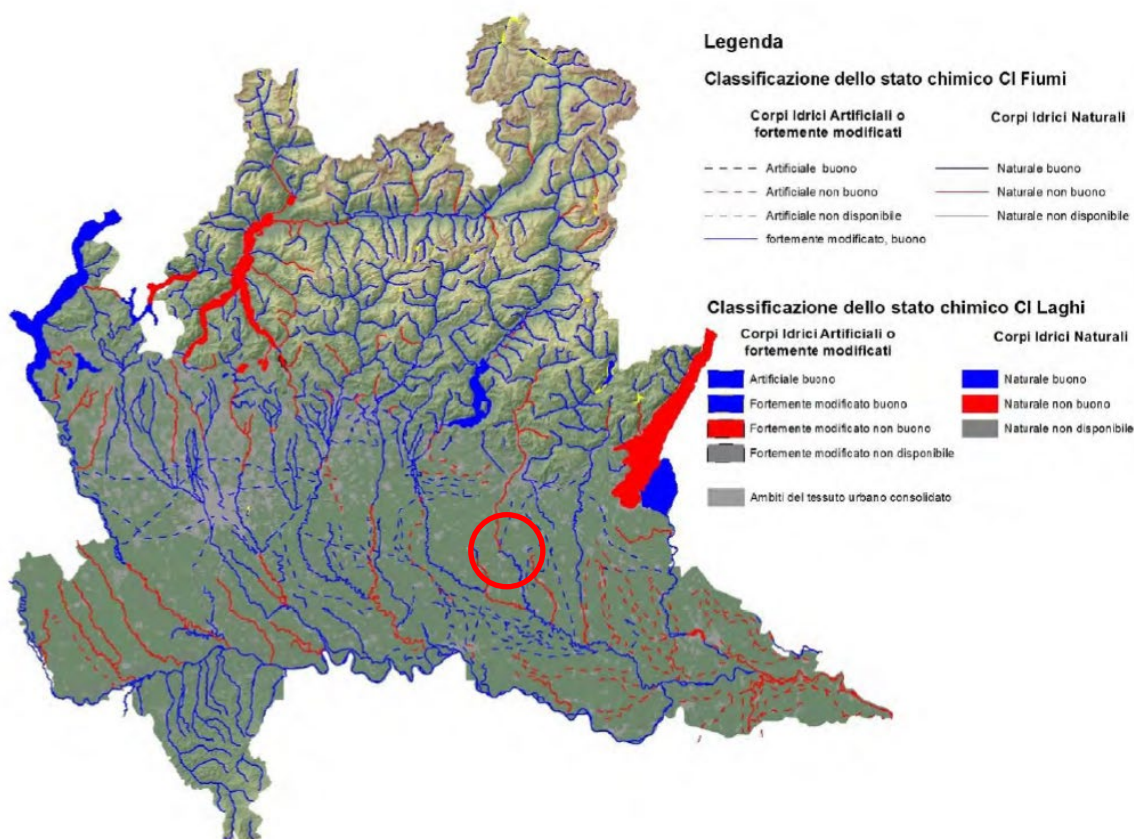 Legenda
Classificazione dello stato chimico CI Fiumi
Corpi Idrici Artificiali o
fortemente modificati
Corpi Idrici Naturali
Artificiale buono
Naturale buono
Artificiale non buono
Naturale non buono
Artificiale non disponibile
Naturale non disponibile
fortemente modificato, buono
Classificazione dello stato chimico CI Laghi
Corpi Idrici Artificiali o
fortemente modificati
Corpi Idrici Naturali
Artificiale buono
Naturale buono
Fortemente modificato buono
Naturale non buono
Fortemente modificato non buono
Naturale non disponibile
Fortemente modificato non disponibile
Ambiti del tessuto urbano consolidato